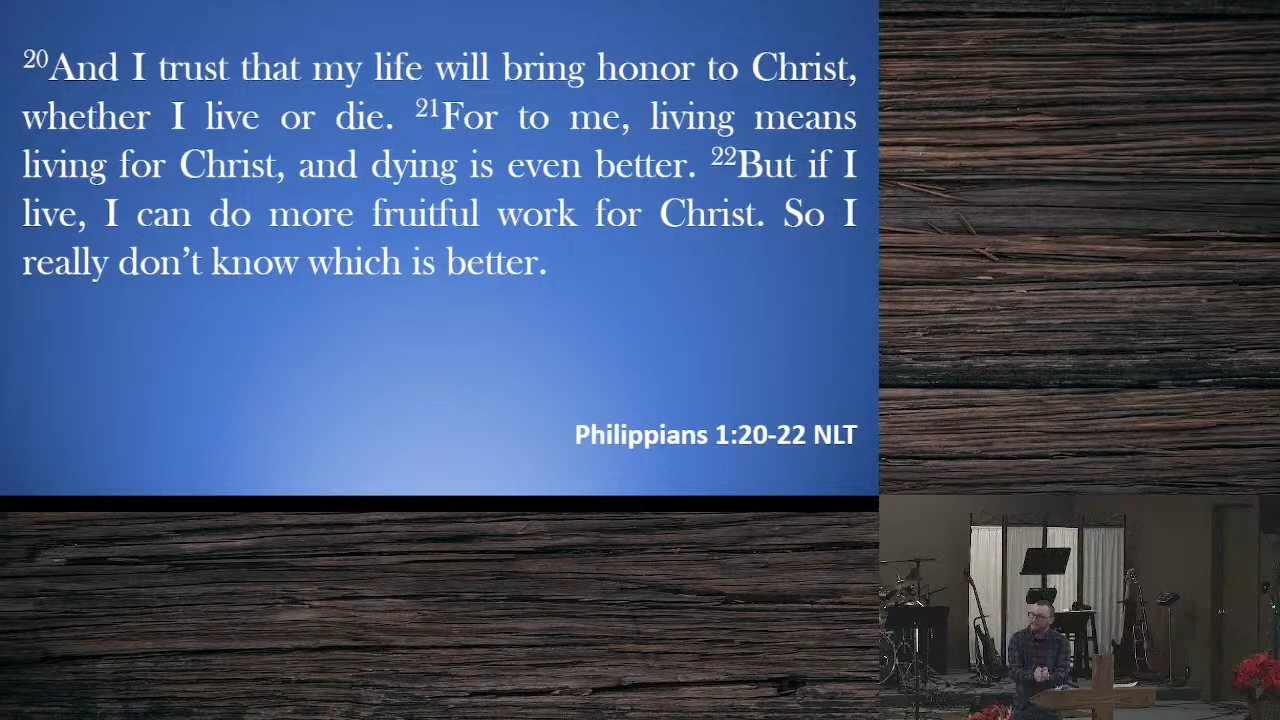 ²⁰And I trust that my life will bring honor to Christ,
whether I live or die. ²¹For to me, living means
living for Christ, and dying is even better. ²²But if I
live, I can do more fruitful work for Christ. So I
really don’t know which is better.
Philippians 1:20-22 NLT